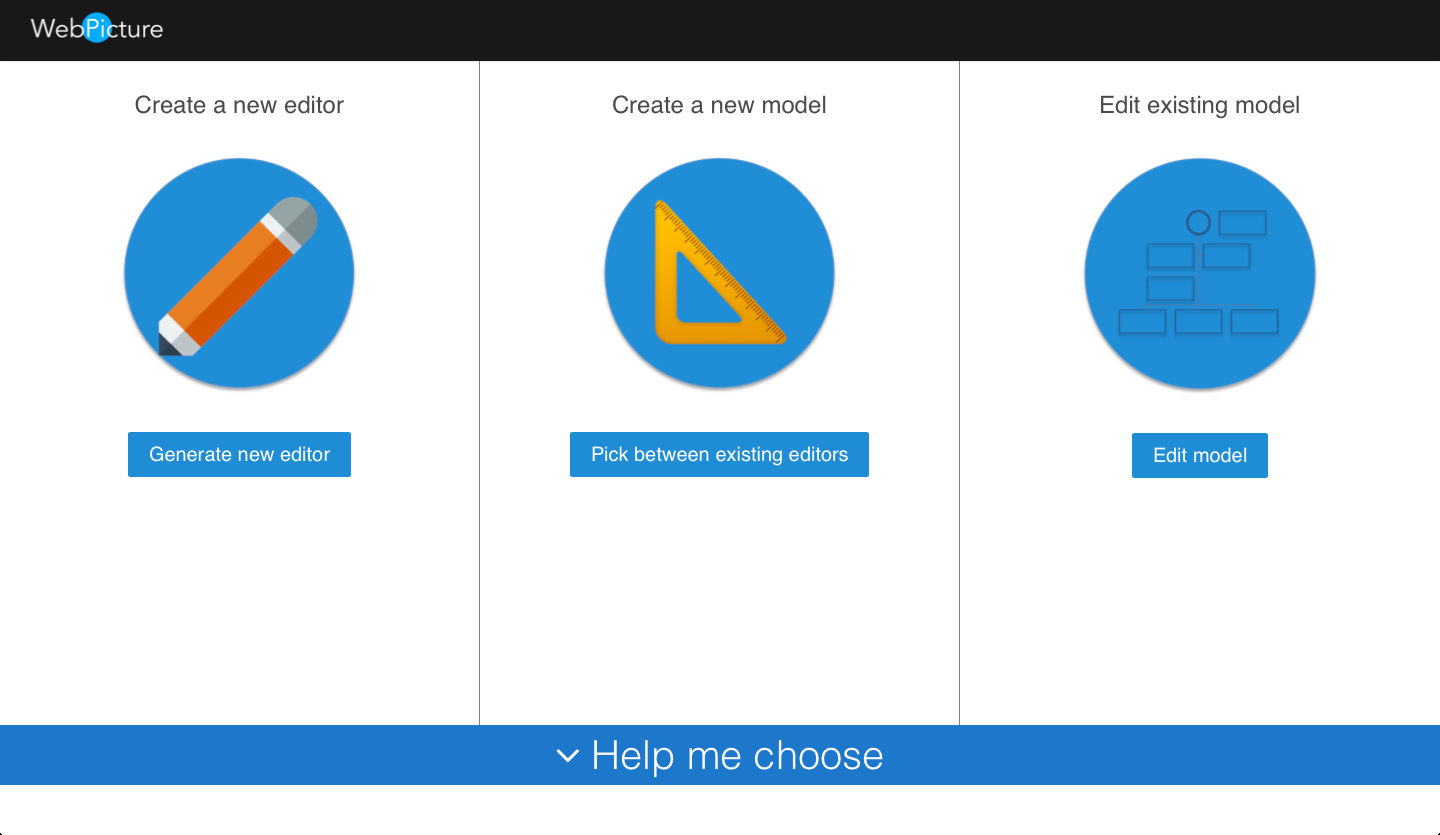 WebPicture
Create a new editor
Create a new model
Edit existing model
Generate new editor
Pick between existing editors
Edit model
Help me choose